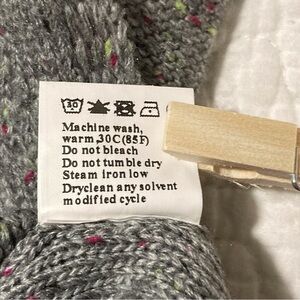 30
Machine wash,
warm,30C(85F)
Do not bleach
Do not tumble dry
Steam iron low
Dryclean any solvent
modified cycle